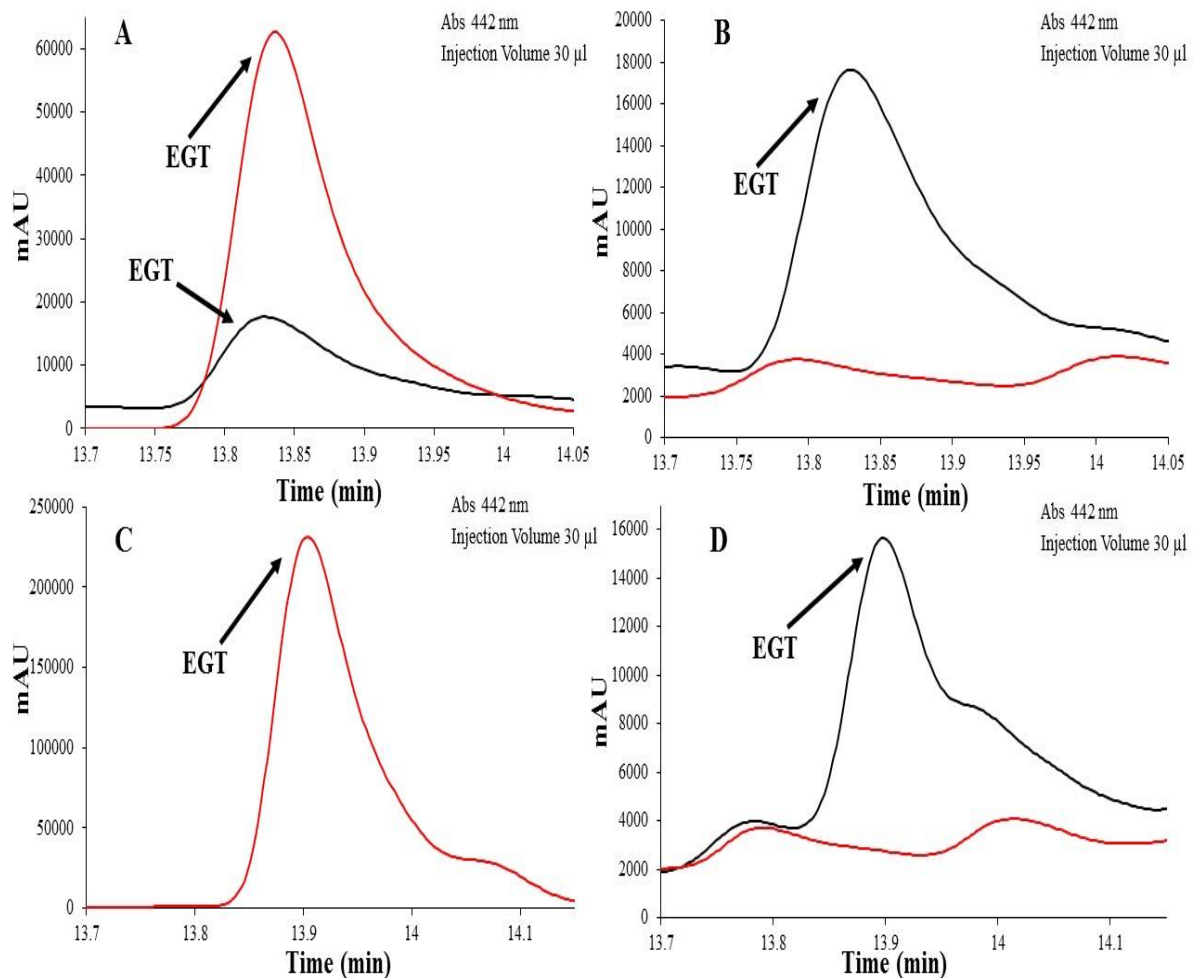 A
Abs 442 nm
Injection Volume 30 µl
EGT
EGT
mAU
60000
50000
40000
30000
20000
10000
0
13.7 13.75 13.8 13.85 13.9 13.95 14 14.05
Time (min)
B
Abs 442 nm
Injection Volume 30 µl
EGT
mAU
20000
18000
16000
14000
12000
10000
8000
6000
4000
2000
0
13.7 13.75 13.8 13.85 13.9 13.95 14 14.05
Time (min)
C
Abs 442 nm
Injection Volume 30 µl
EGT
mAU
250000
200000
150000
100000
50000
0
13.7 13.8 13.9 14 14.1
Time (min)
D
Abs 442 nm
Injection Volume 30 µl
EGT
mAU
16000
14000
12000
10000
8000
6000
4000
2000
0
13.7 13.8 13.9 14 14.1
Time (min)